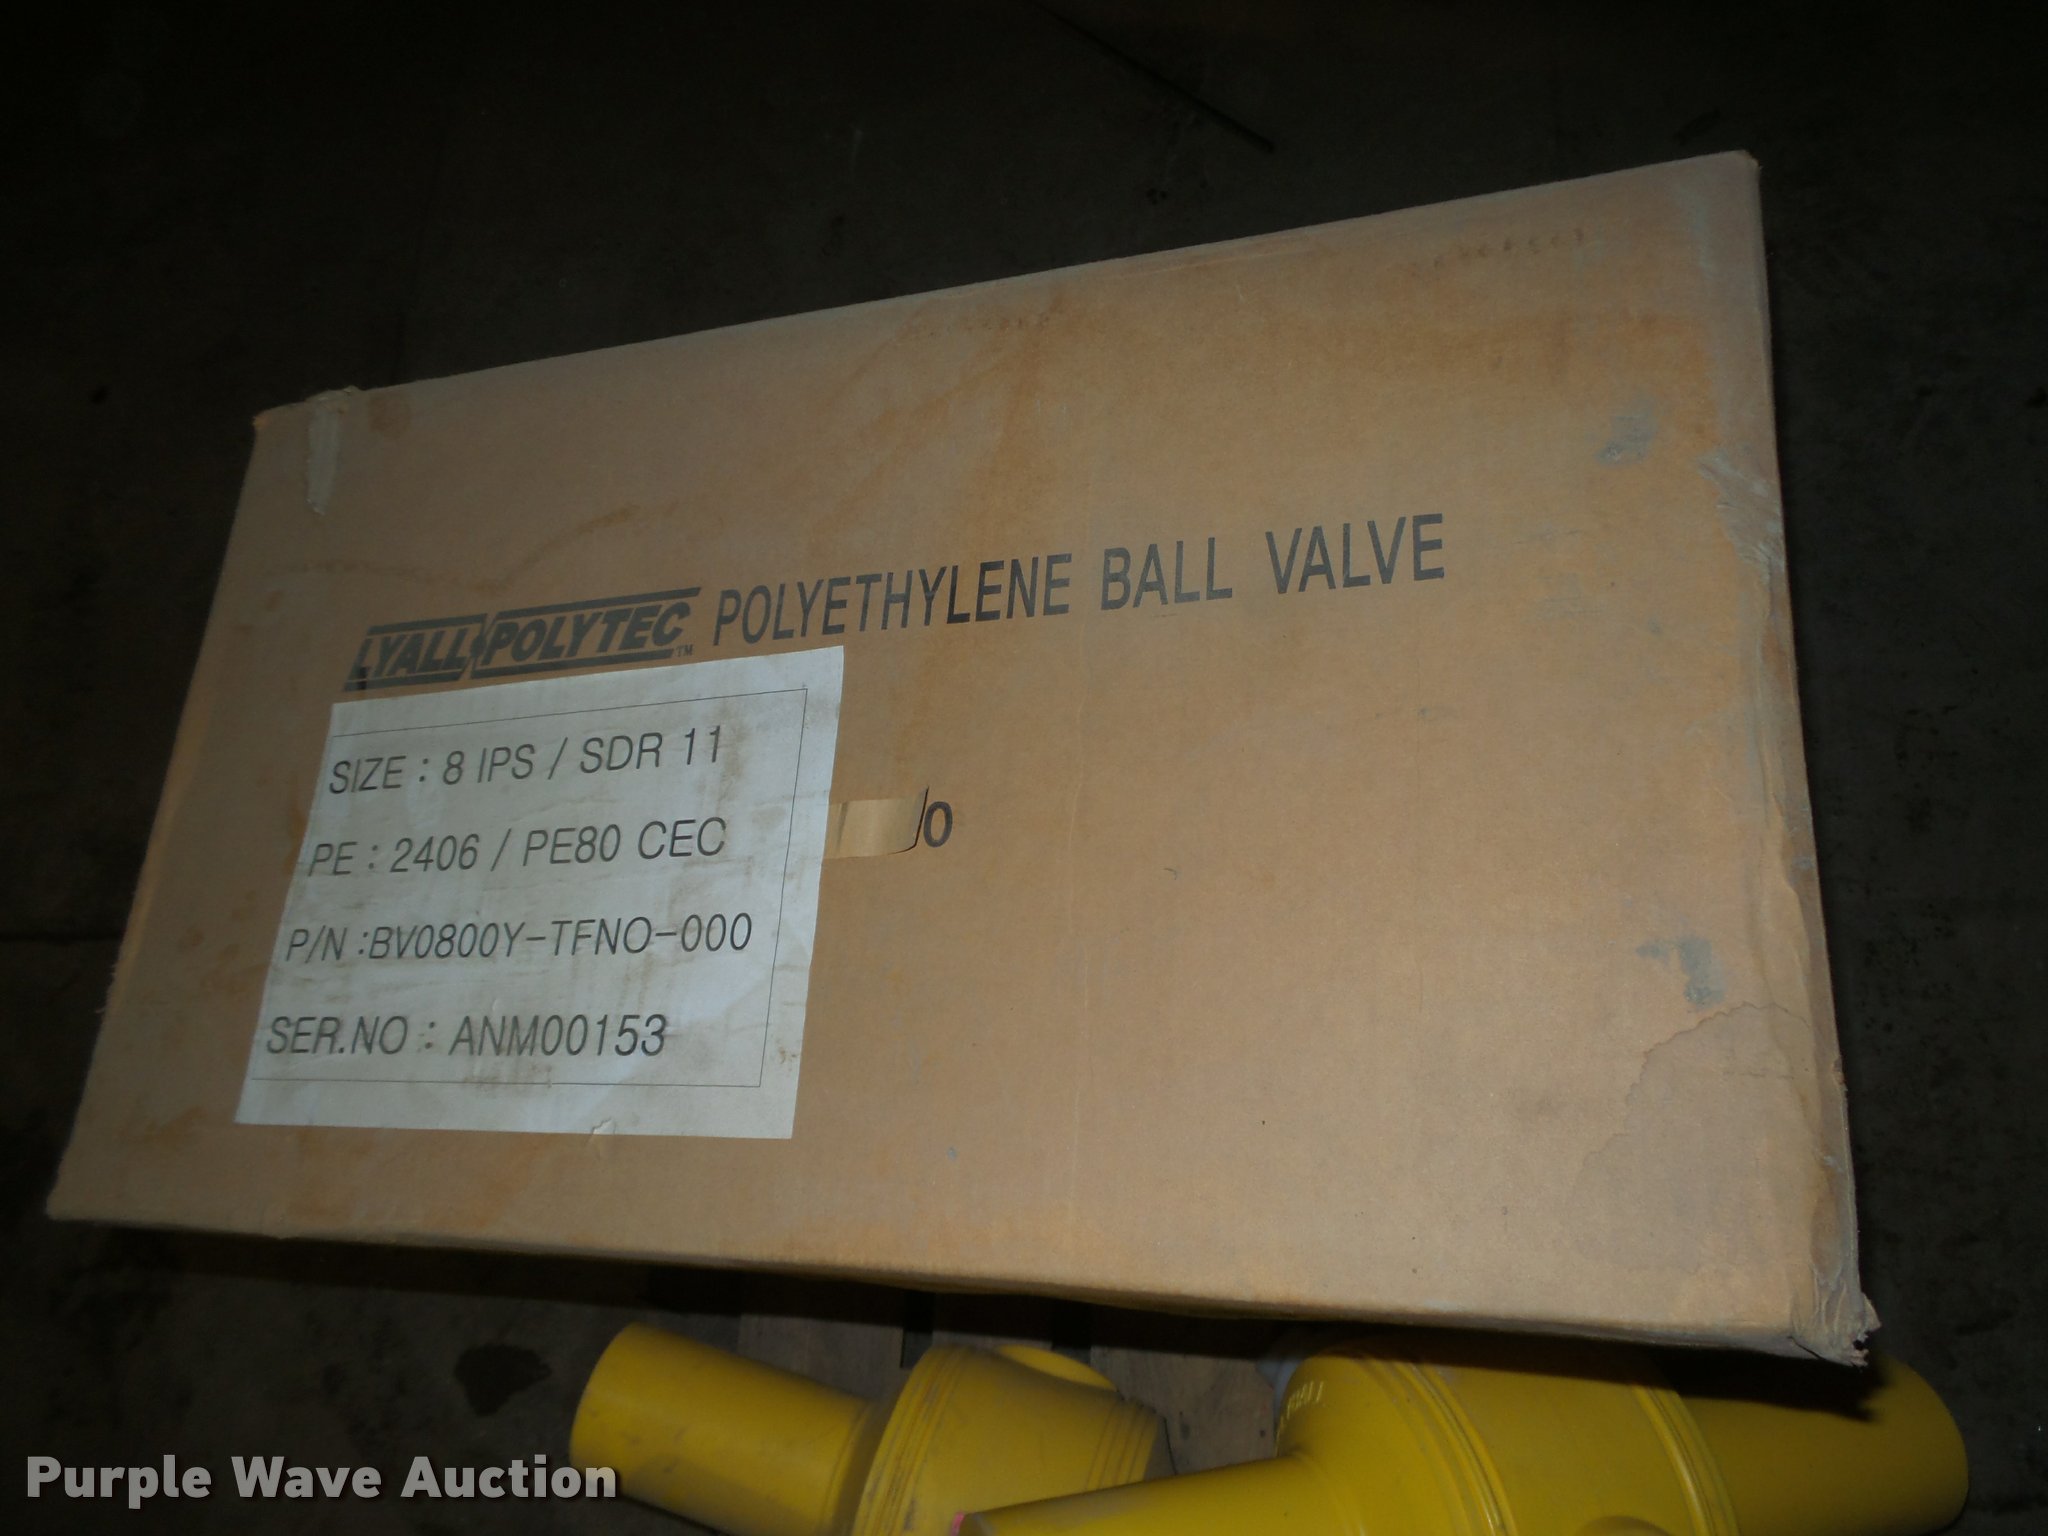 LYALL POLYTEC™ POLYETHYLENE BALL VALVE
SIZE : 8 IPS / SDR 11
PE : 2406 / PE80 CEC
P/N :BV0800Y-TFNO-000
SER.NO : ANM00153
Purple Wave Auction